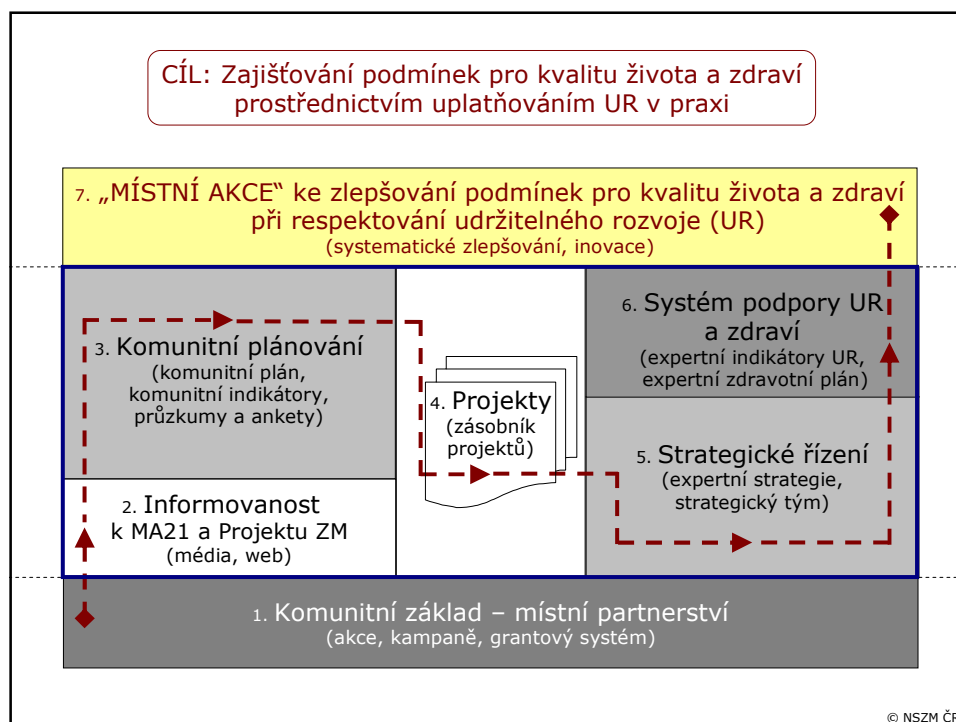 CÍL: Zajišťování podmínek pro kvalitu života a zdraví
prostřednictvím uplatňováním UR v praxi
7. „MÍSTNÍ AKCE“ ke zlepšování podmínek pro kvalitu života a zdraví
při respektování udržitelného rozvoje (UR)
(systematické zlepšování, inovace)
3. Komunitní plánování
(komunitní plán,
komunitní indikátory,
průzkumy a ankety)
2. Informovanost
k MA21 a Projektu ZM
(média, web)
4. Projekty
(zásobník
projektů)
6. Systém podpory UR
a zdraví
(expertní indikátory UR,
expertní zdravotní plán)
5. Strategické řízení
(expertní strategie,
strategický tým)
1. Komunitní základ – místní partnerství
(akce, kampaně, grantový systém)
© NSZM ČR